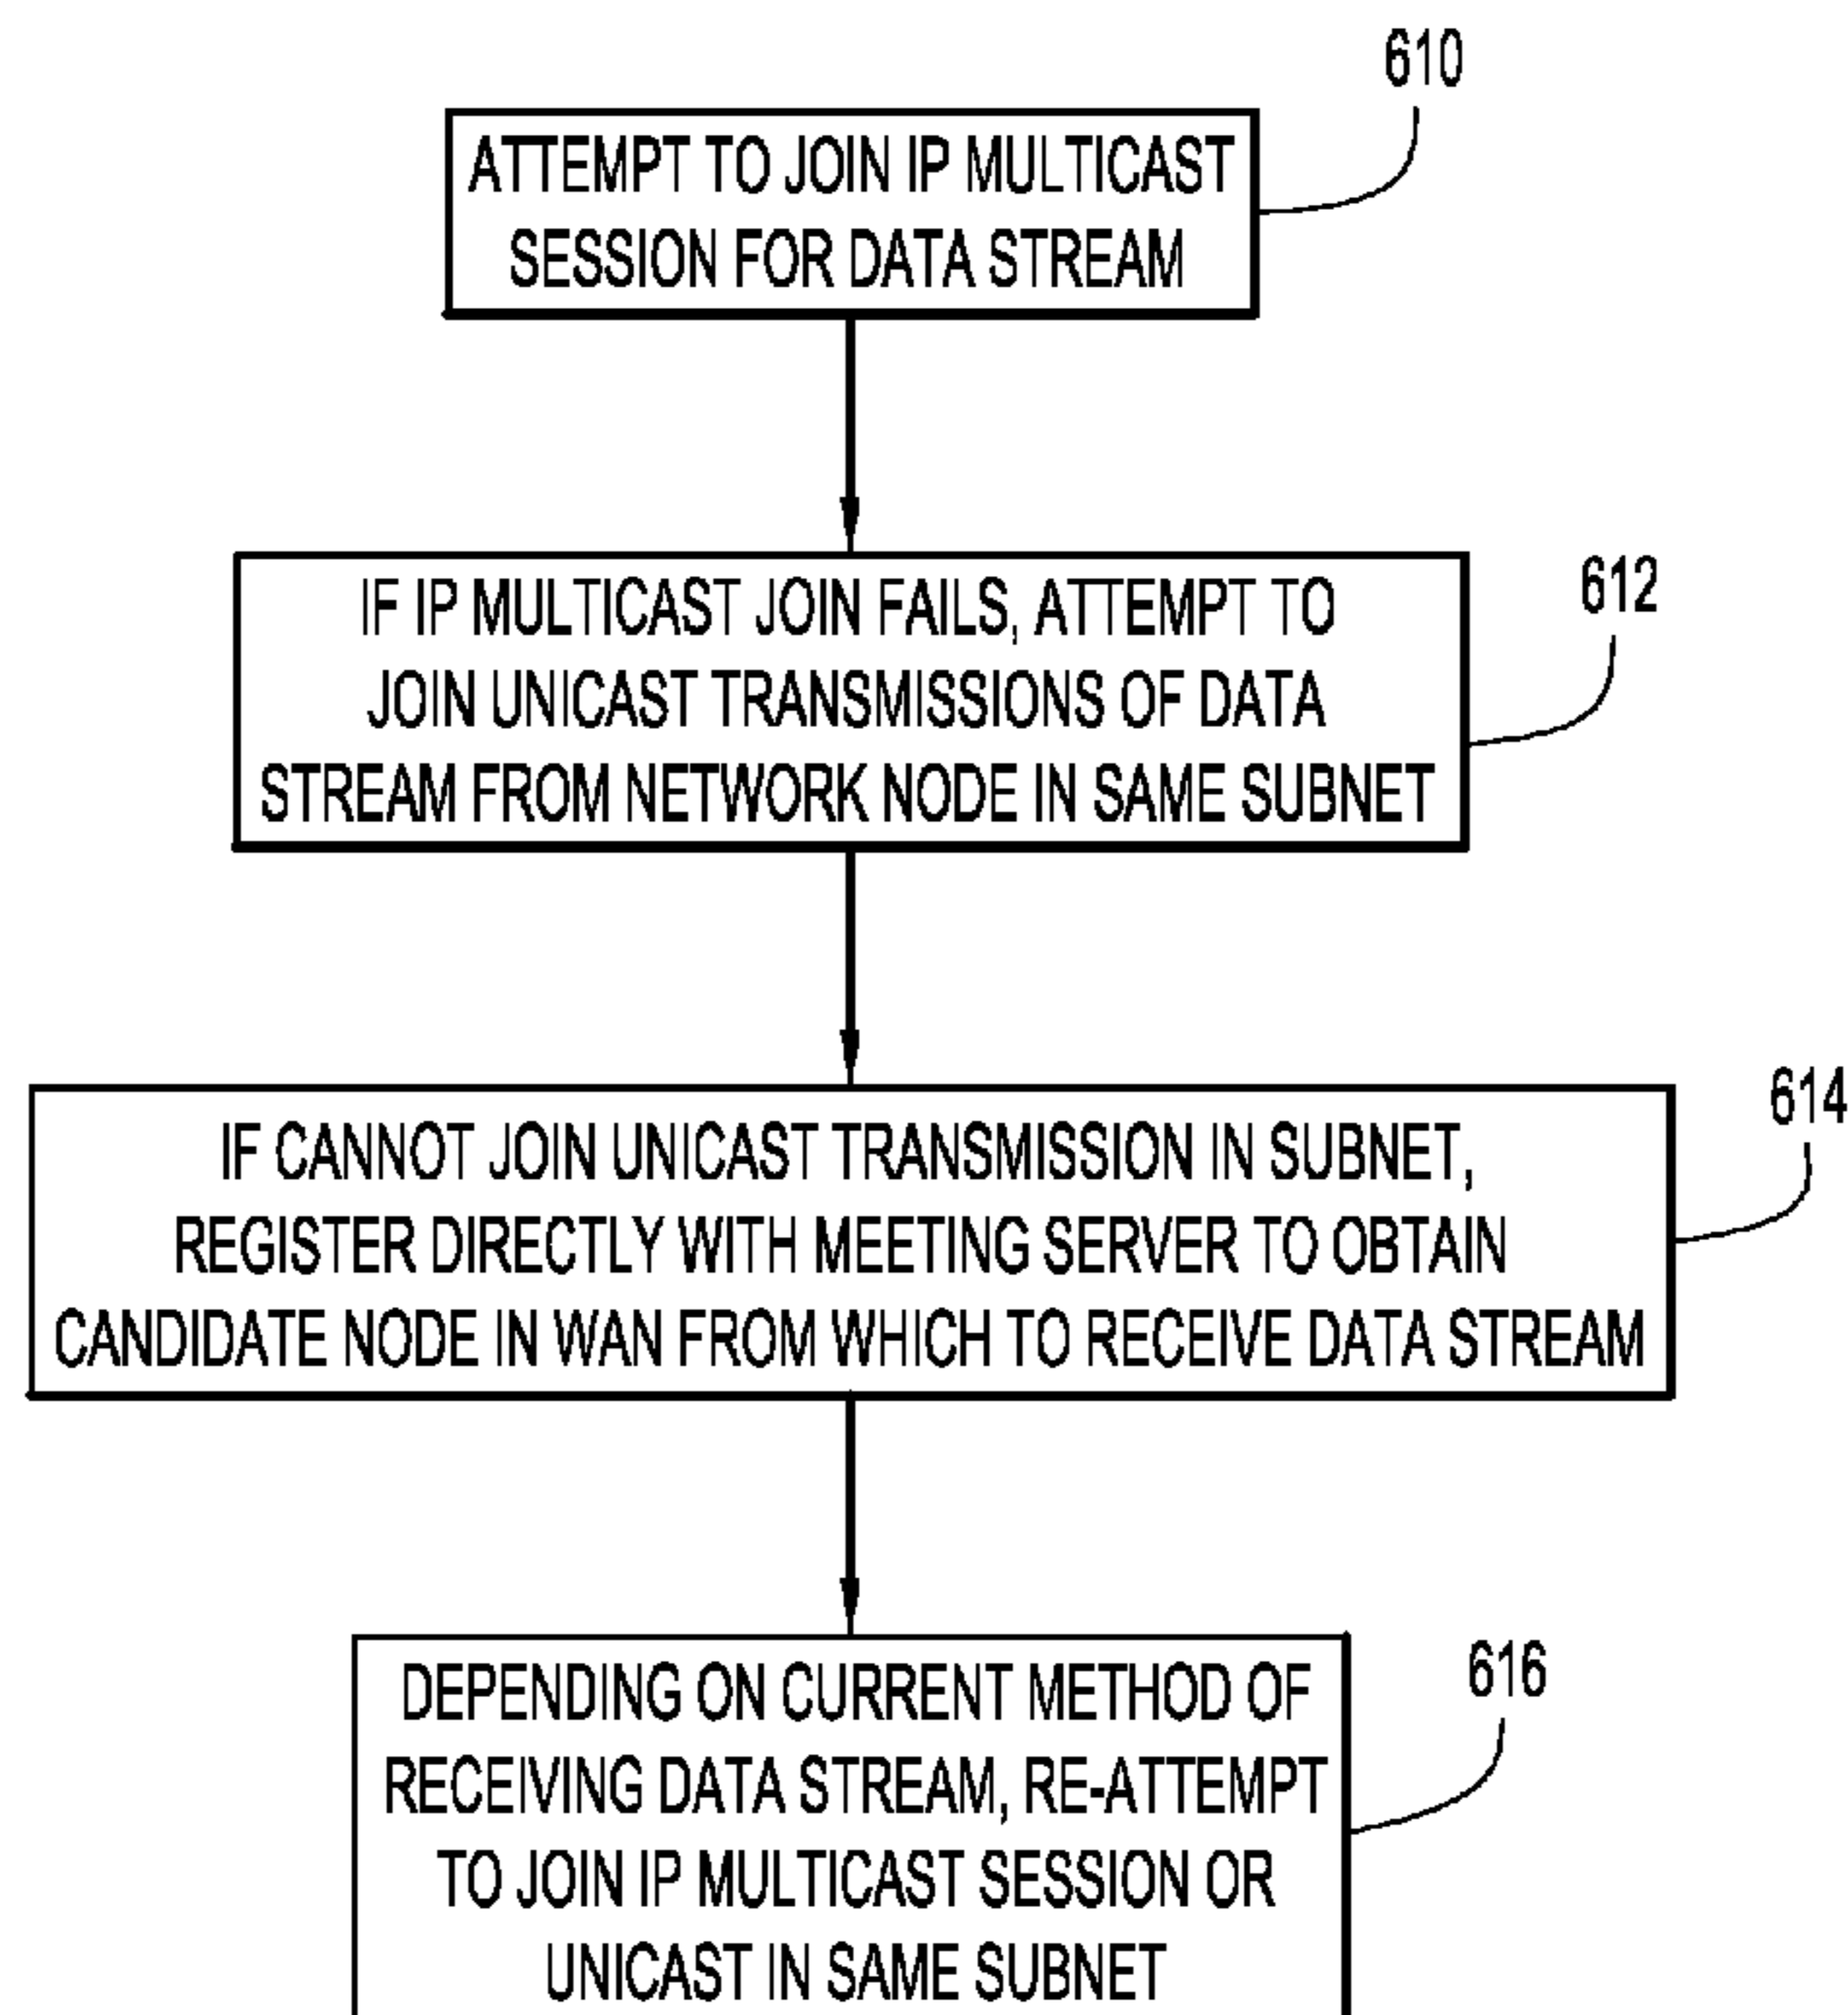 610
ATTEMPT TO JOIN IP MULTICAST
SESSION FOR DATA STREAM
612
IF IP MULTICAST JOIN FAILS, ATTEMPT TO
JOIN UNICAST TRANSMISSIONS OF DATA
STREAM FROM NETWORK NODE IN SAME SUBNET
614
IF CANNOT JOIN UNICAST TRANSMISSION IN SUBNET,
REGISTER DIRECTLY WITH MEETING SERVER TO OBTAIN
CANDIDATE NODE IN WAN FROM WHICH TO RECEIVE DATA STREAM
616
DEPENDING ON CURRENT METHOD OF
RECEIVING DATA STREAM, RE-ATTEMPT
TO JOIN IP MULTICAST SESSION OR
UNICAST IN SAME SUBNET